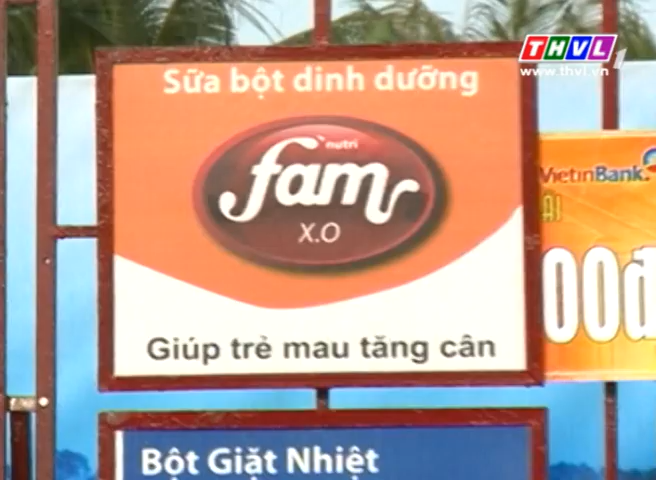 THVL1
www.thvl.vn
Sữa bột dinh dưỡng
nutri
fam
X.O
Giúp trẻ mau tăng cân
VietinBank
00đ
Bột Giặt Nhiệt